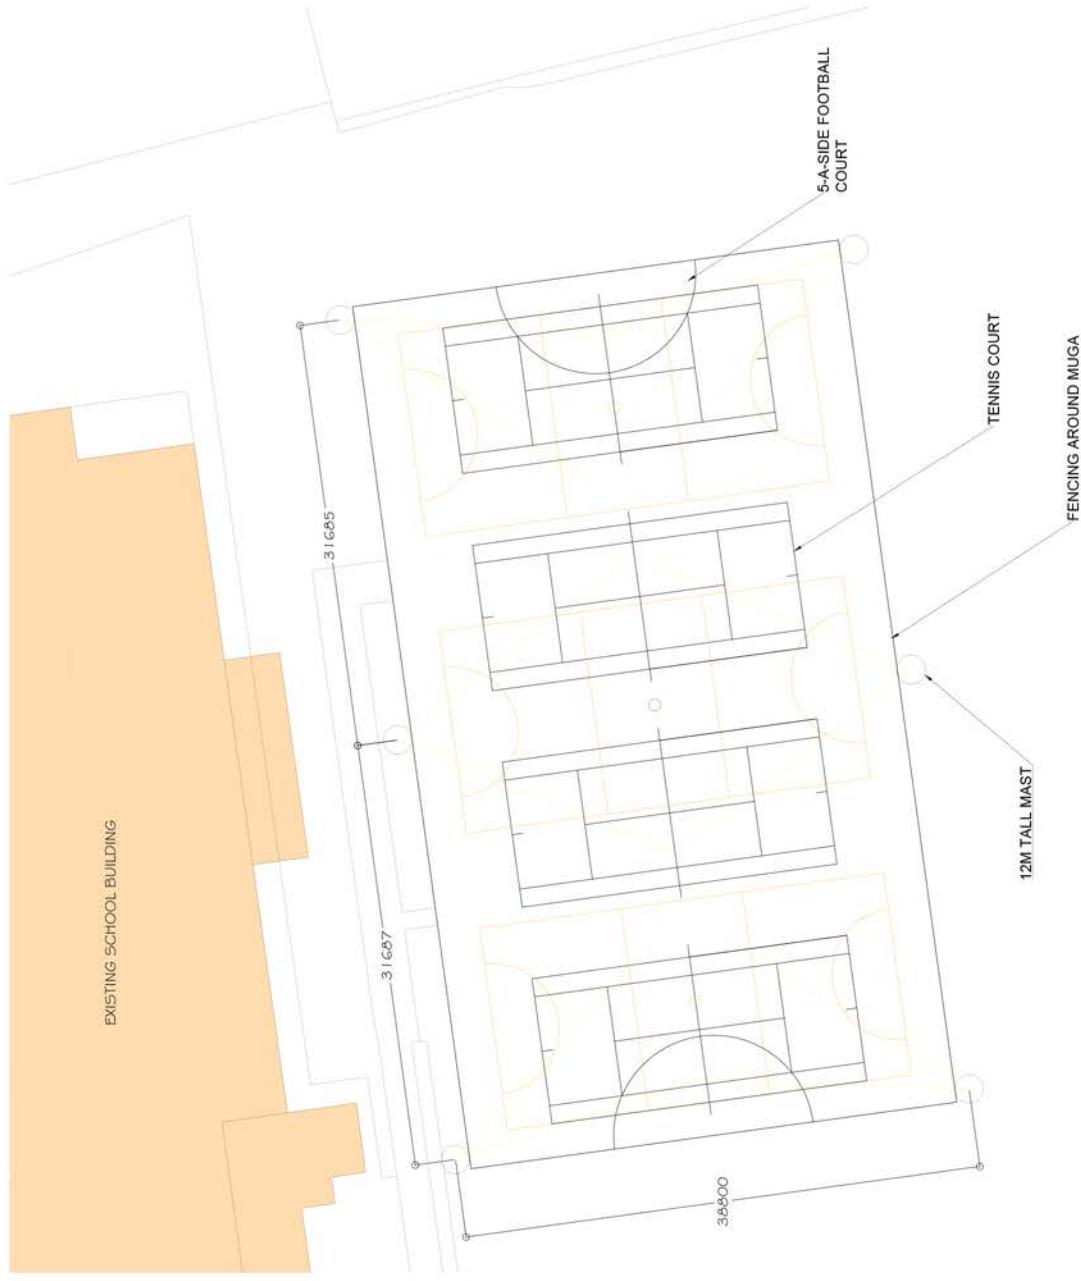 5-A-SIDE FOOTBALL
COURT
TENNIS COURT
FENCING AROUND MUGA
31685
EXISTING SCHOOL BUILDING
31687
12M TALL MAST
38800